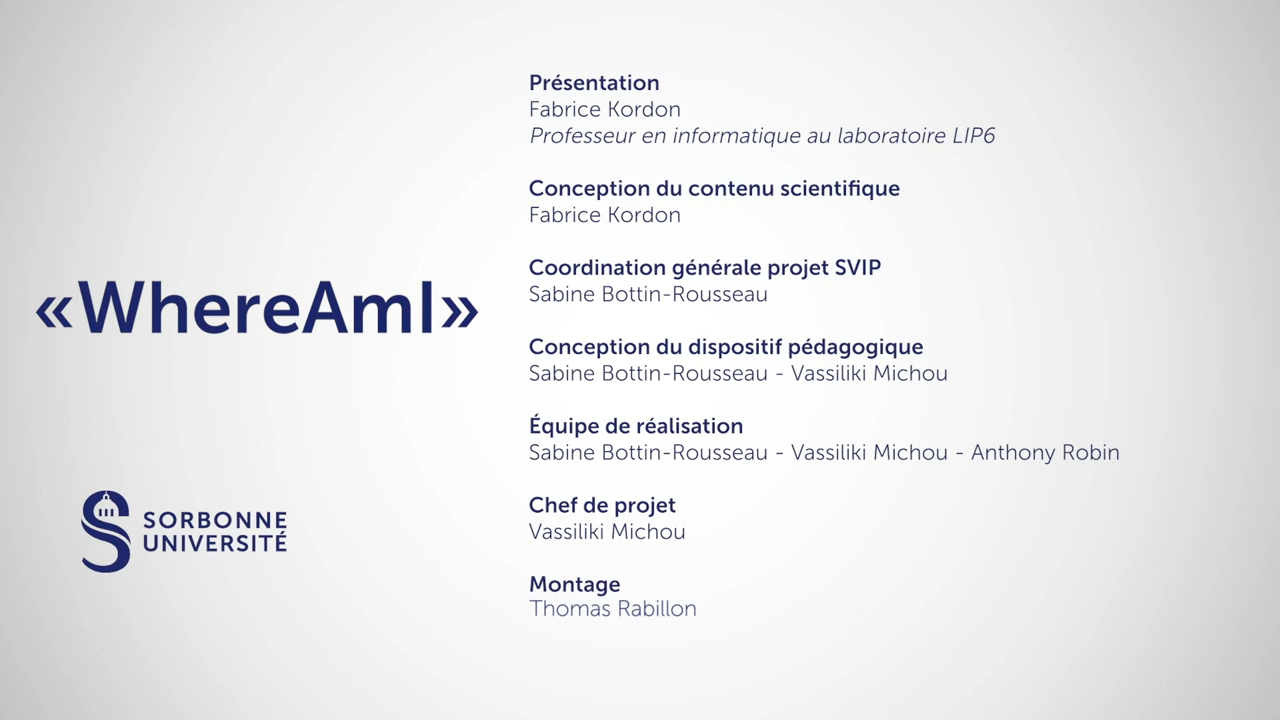 «WhereAmI»
SORBONNE
UNIVERSITÉ
Présentation
Fabrice Kordon
Professeur en informatique au laboratoire LIP6
Conception du contenu scientifique
Fabrice Kordon
Coordination générale projet SVIP
Sabine Bottin-Rousseau
Conception du dispositif pédagogique
Sabine Bottin-Rousseau - Vassiliki Michou
Équipe de réalisation
Sabine Bottin-Rousseau - Vassiliki Michou - Anthony Robin
Chef de projet
Vassiliki Michou
Montage
Thomas Rabillon